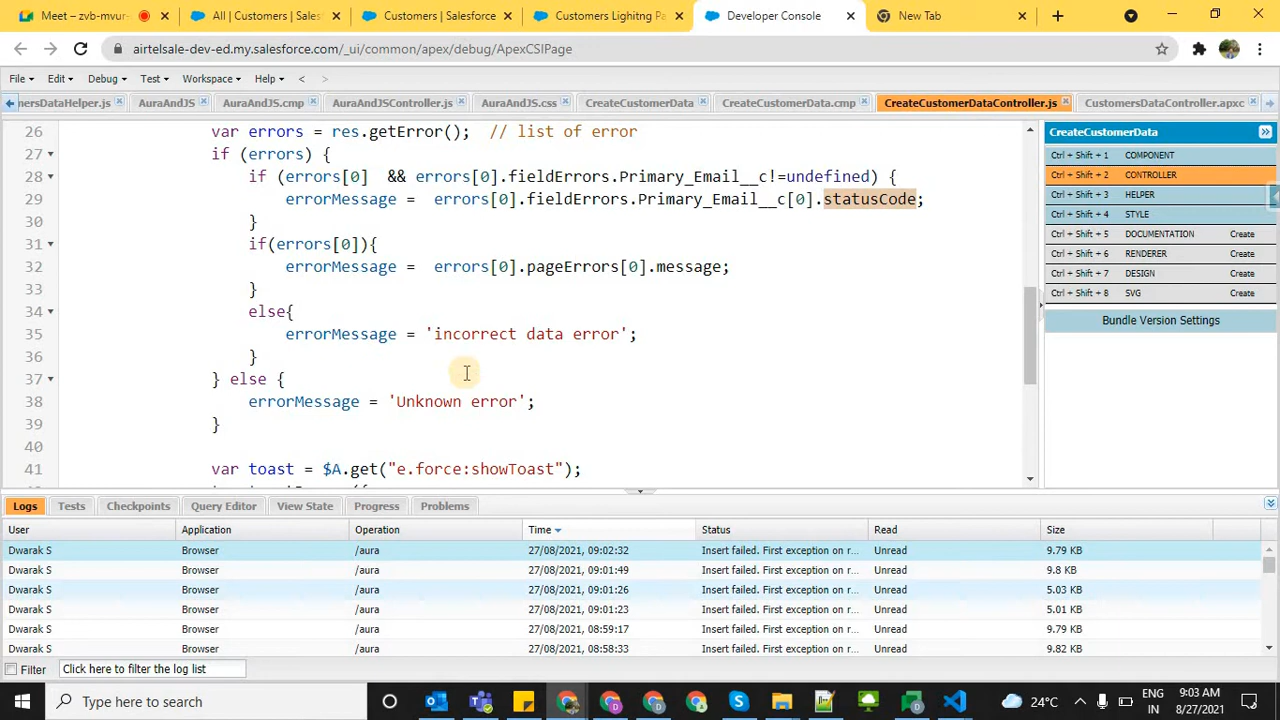 Meet – zvb-mvur-
All | Customers | Salesfo
Customers | Salesforce
Customers Lighitng Pa
Developer Console
New Tab
airtelsale-dev-ed.my.salesforce.com/_ui/common/apex/debug/ApexCSIPage
File Edit Debug Test Workspace Help < >
nersDataHelper.js AuraAndJS AuraAndJS.cmp AuraAndJSController.js AuraAndJS.css CreateCustomerData CreateCustomerData.cmp CreateCustomerDataController.js CustomersDataController.apxc
26 var errors = res.getError(); // list of error
27 if (errors) {
28 if (errors[0] && errors[0].fieldErrors.Primary_Email__c!=undefined) {
29 errorMessage = errors[0].fieldErrors.Primary_Email__c[0].statusCode;
30 }
31 if(errors[0]){
32 errorMessage = errors[0].pageErrors[0].message;
33 }
34 else{
35 errorMessage = 'incorrect data error';
36 }
37 } else {
38 errorMessage = 'Unknown error';
39 }
40
41 var toast = $A.get("e.force:showToast");
CreateCustomerData
Ctrl + Shift + 1 COMPONENT
Ctrl + Shift + 2 CONTROLLER
Ctrl + Shift + 3 HELPER
Ctrl + Shift + 4 STYLE
Ctrl + Shift + 5 DOCUMENTATION Create
Ctrl + Shift + 6 RENDERER Create
Ctrl + Shift + 7 DESIGN Create
Ctrl + Shift + 8 SVG Create
Bundle Version Settings
Logs Tests Checkpoints Query Editor View State Progress Problems
User Application Operation Time Status Read Size
Dwarak S Browser /aura 27/08/2021, 09:02:32 Insert failed. First exception on r... Unread 9.79 KB
Dwarak S Browser /aura 27/08/2021, 09:01:49 Insert failed. First exception on r... Unread 9.8 KB
Dwarak S Browser /aura 27/08/2021, 09:01:26 Insert failed. First exception on r... Unread 5.03 KB
Dwarak S Browser /aura 27/08/2021, 09:01:23 Insert failed. First exception on r... Unread 5.01 KB
Dwarak S Browser /aura 27/08/2021, 08:59:17 Insert failed. First exception on r... Unread 9.79 KB
Dwarak S Browser /aura 27/08/2021, 08:58:33 Insert failed. First exception on r... Unread 9.82 KB
Filter Click here to filter the log list
Type here to search
24°C
ENG
IN
9:03 AM
8/27/2021